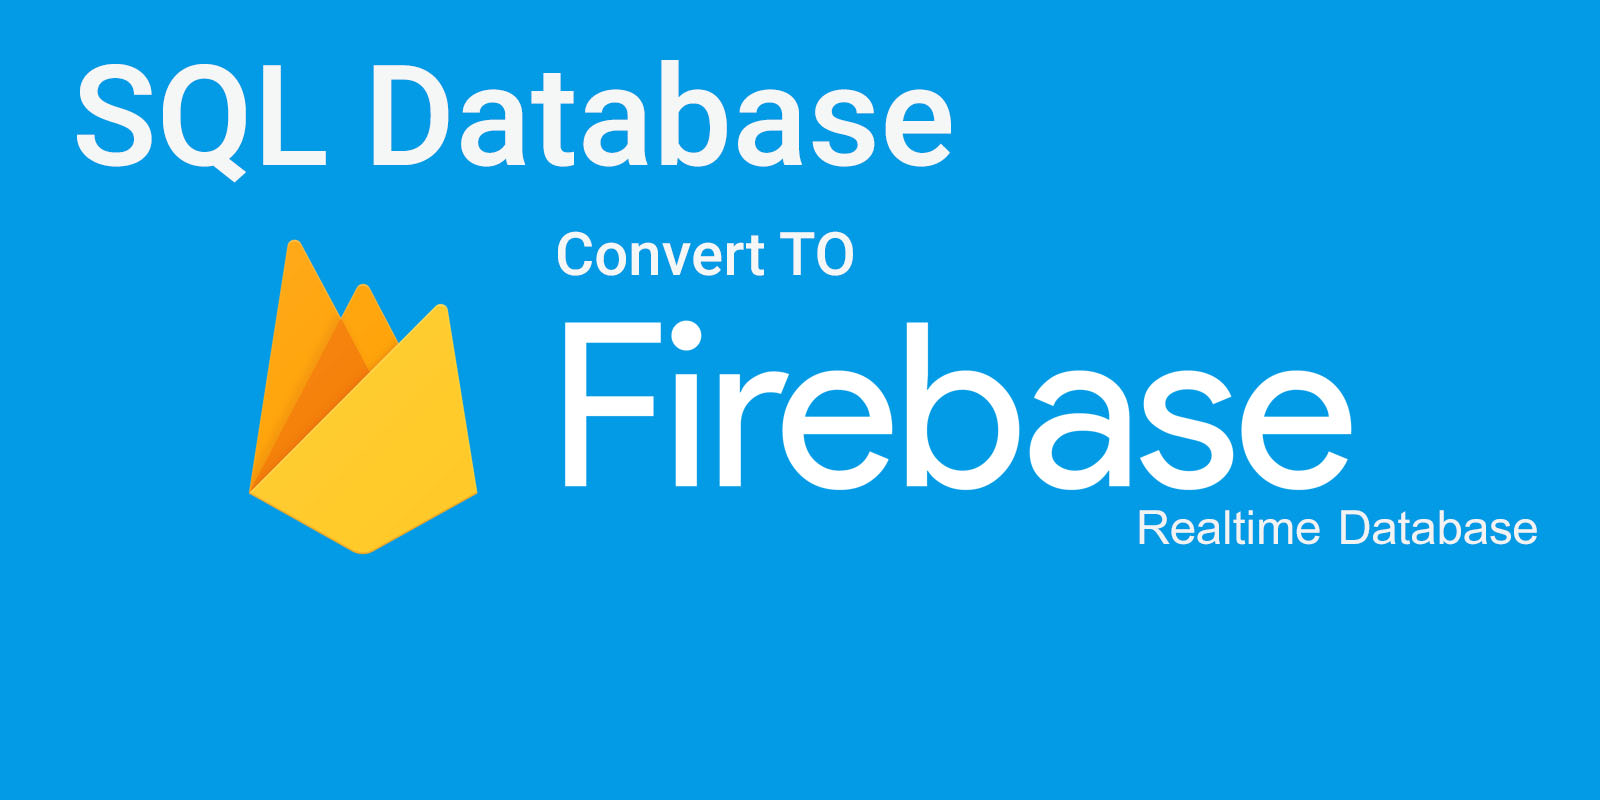 SQL Database
Convert TO
Firebase
Realtime Database